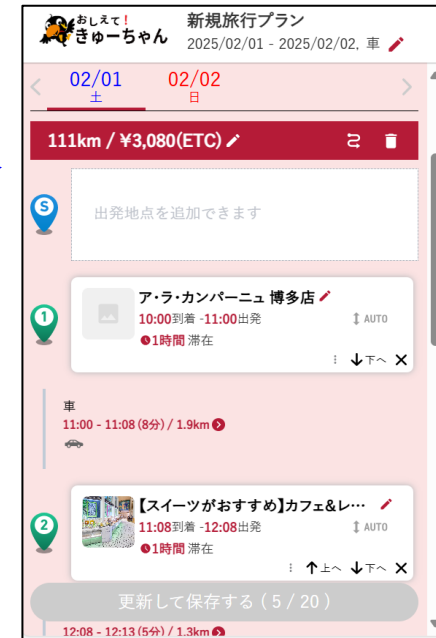 おしえて!
きゅーちゃん
新規旅行プラン
2025/02/01 - 2025/02/02, 車
02/01
土
02/02
日
111km / ¥3,080(ETC)
S
出発地点を追加できます
1
ア・ラ・カンパーニュ 博多店
10:00到着 -11:00出発
AUTO
1時間 滞在
下へ
車
11:00 - 11:08 (8分) / 1.9km
2
【スイーツがおすすめ】カフェ&レ…
11:08到着 -12:08出発
AUTO
1時間 滞在
上へ 下へ
更新して保存する ( 5 / 20 )
12:08 - 12:13 (5分) / 1.3km